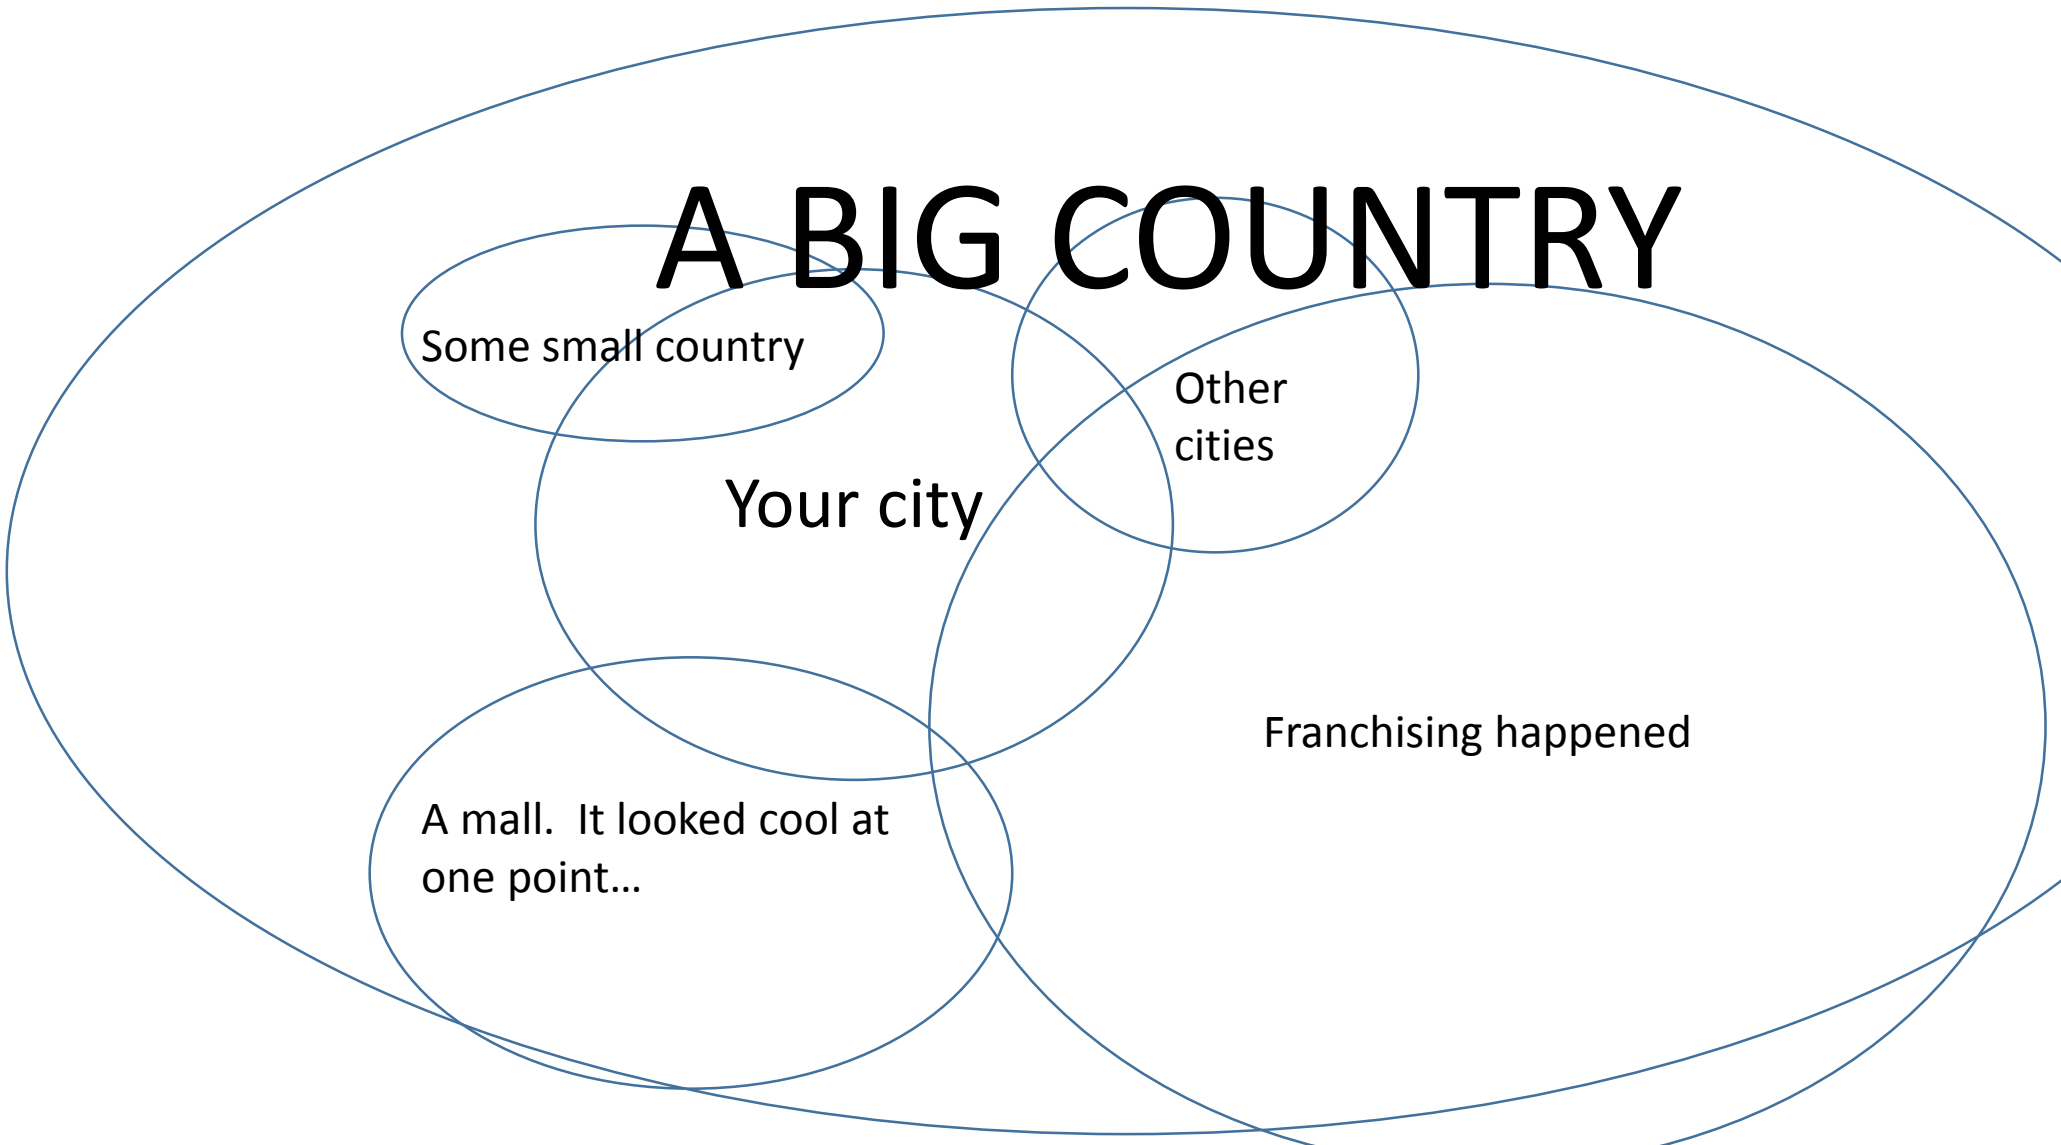 A BIG COUNTRY
Some small country
Other
cities
Your city
Franchising happened
A mall.  It looked cool at
one point…